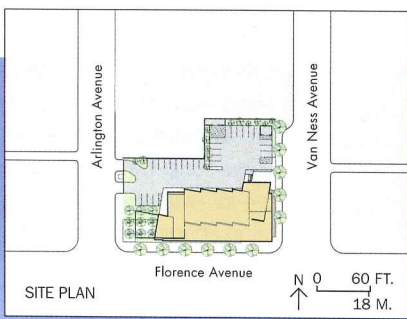 Arlington Avenue
Van Ness Avenue
Florence Avenue
SITE PLAN
N 0 60 FT.
18 M.